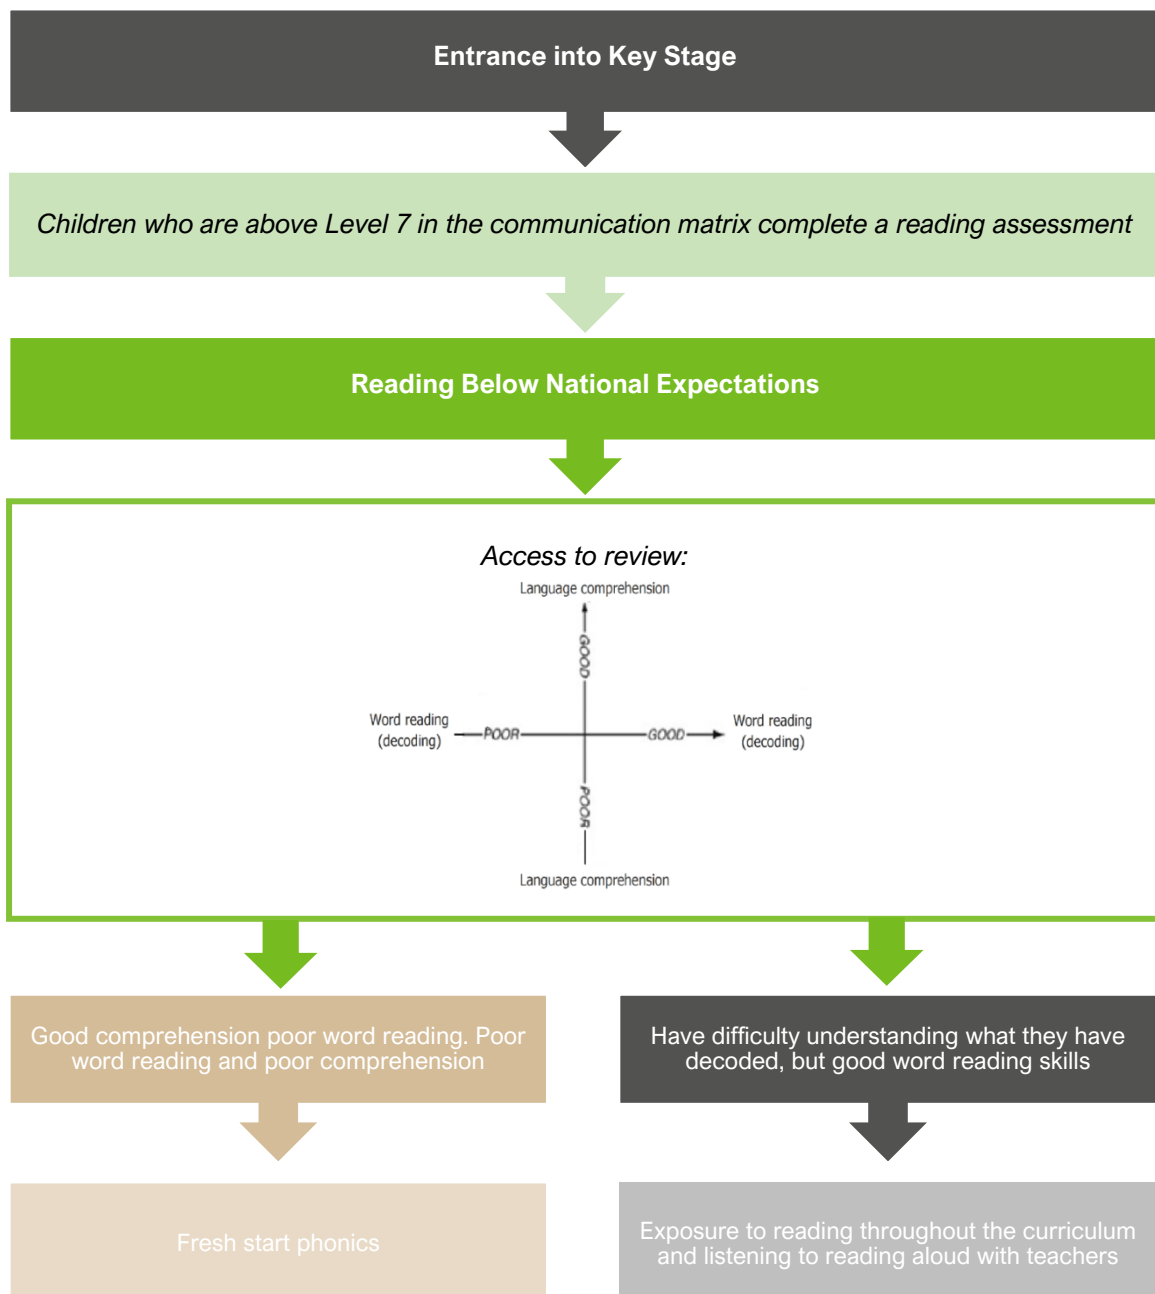 Entrance into Key Stage
Children who are above Level 7 in the communication matrix complete a reading assessment
Reading Below National Expectations
Access to review:
Language comprehension
GOOD
Word reading
(decoding)
POOR
GOOD
Word reading
(decoding)
POOR
Language comprehension
Good comprehension poor word reading. Poor
word reading and poor comprehension
Have difficulty understanding what they have
decoded, but good word reading skills
Fresh start phonics
Exposure to reading throughout the curriculum
and listening to reading aloud with teachers